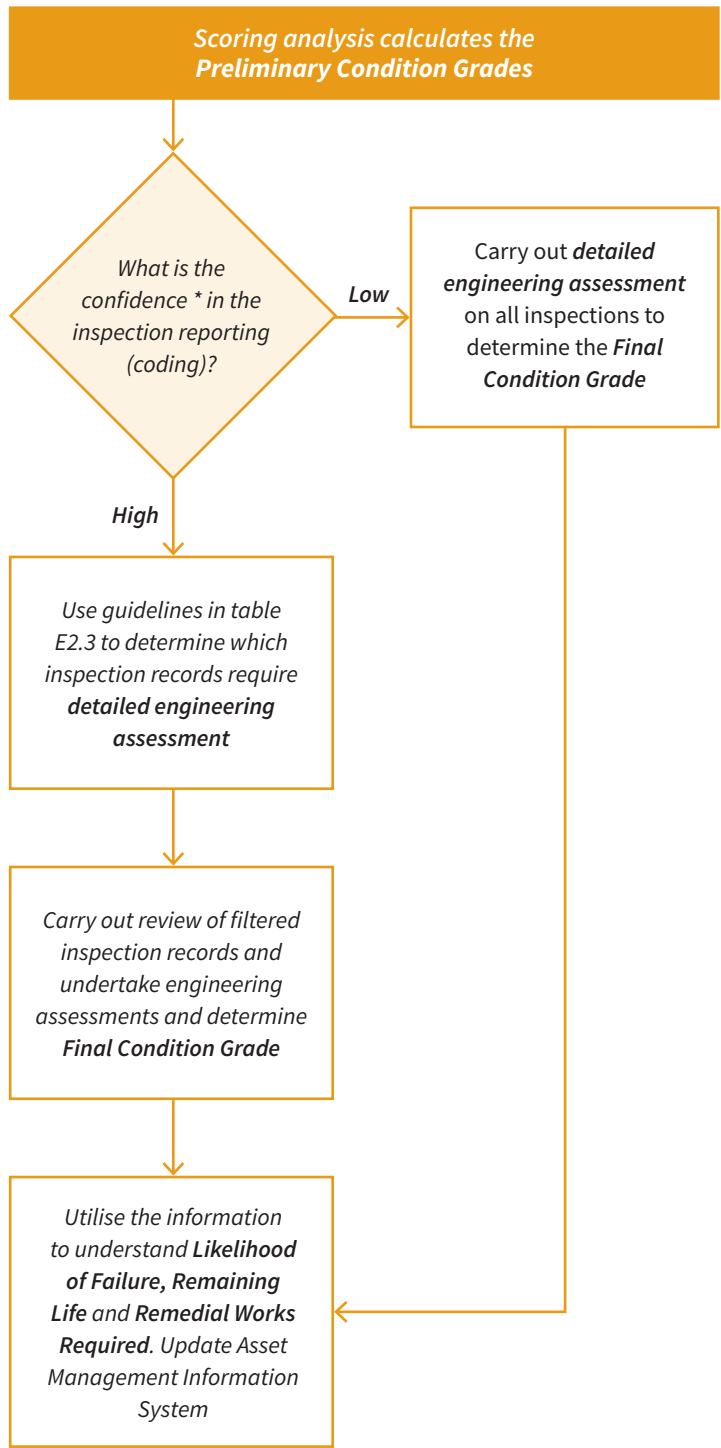 Scoring analysis calculates the
Preliminary Condition Grades
What is the
confidence * in the
inspection reporting
(coding)?
Low
Carry out detailed
engineering assessment
on all inspections to
determine the Final
Condition Grade
High
Use guidelines in table
E2.3 to determine which
inspection records require
detailed engineering
assessment
Carry out review of filtered
inspection records and
undertake engineering
assessments and determine
Final Condition Grade
Utilise the information
to understand Likelihood
of Failure, Remaining
Life and Remedial Works
Required. Update Asset
Management Information
System